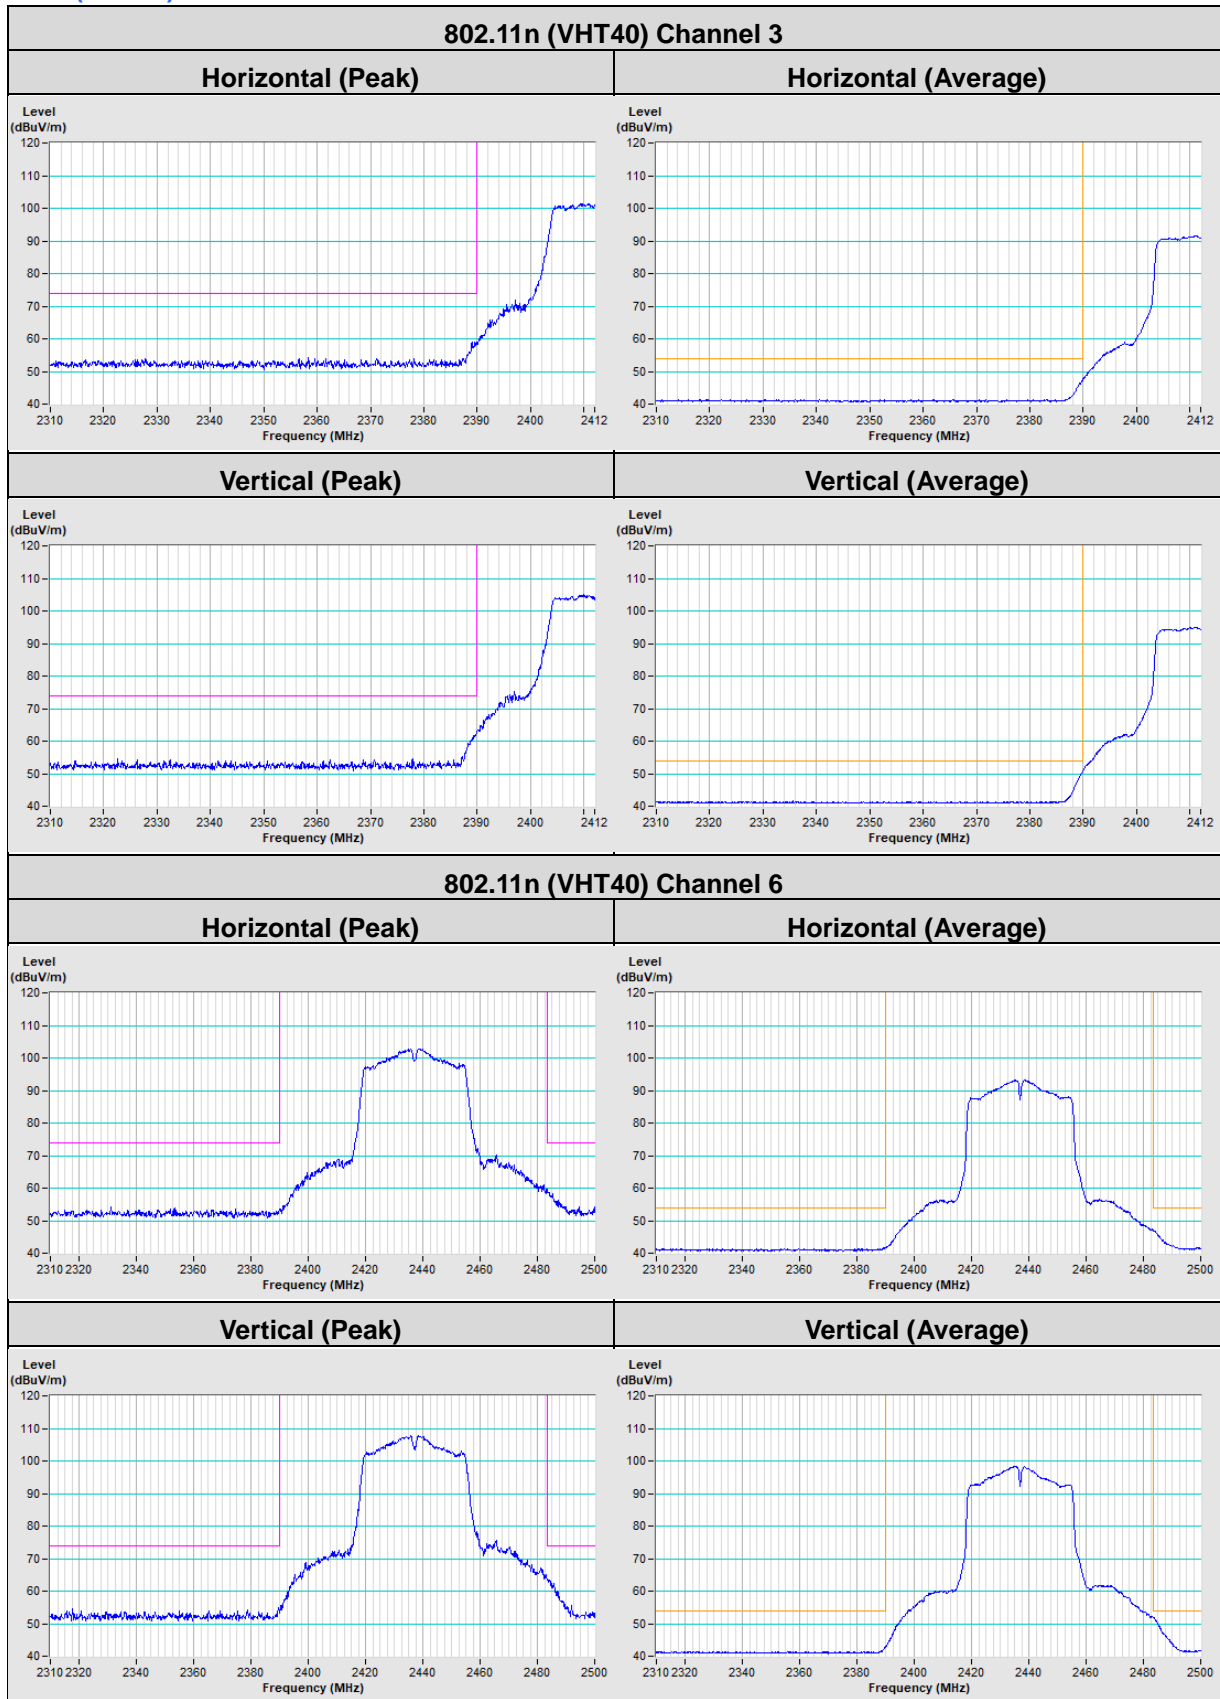 802.11n (VHT40) Channel 3
Horizontal (Peak) Horizontal (Average)
Level Level
(dBuV/m) (dBuV/m)
120 120
110 110
100 100
90 90
80 80
70 70
60 60
50 50
40 40
2310 2320 2330 2340 2350 2360 2370 2380 2390 2400 2412 2310 2320 2330 2340 2350 2360 2370 2380 2390 2400 2412
Frequency (MHz) Frequency (MHz)
Vertical (Peak) Vertical (Average)
Level Level
(dBuV/m) (dBuV/m)
120 120
110 110
100 100
90 90
80 80
70 70
60 60
50 50
40 40
2310 2320 2330 2340 2350 2360 2370 2380 2390 2400 2412 2310 2320 2330 2340 2350 2360 2370 2380 2390 2400 2412
Frequency (MHz) Frequency (MHz)
802.11n (VHT40) Channel 6
Horizontal (Peak) Horizontal (Average)
Level Level
(dBuV/m) (dBuV/m)
120 120
110 110
100 100
90 90
80 80
70 70
60 60
50 50
40 40
2310 2320 2340 2360 2380 2400 2420 2440 2460 2480 2500 2310 2320 2340 2360 2380 2400 2420 2440 2460 2480 2500
Frequency (MHz) Frequency (MHz)
Vertical (Peak) Vertical (Average)
Level Level
(dBuV/m) (dBuV/m)
120 120
110 110
100 100
90 90
80 80
70 70
60 60
50 50
40 40
2310 2320 2340 2360 2380 2400 2420 2440 2460 2480 2500 2310 2320 2340 2360 2380 2400 2420 2440 2460 2480 2500
Frequency (MHz) Frequency (MHz)